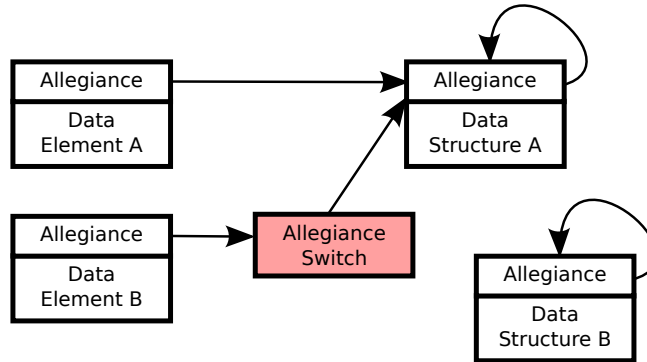 Allegiance
Data
Element A
Allegiance
Data
Structure A
Allegiance
Data
Element B
Allegiance
Switch
Allegiance
Data
Structure B